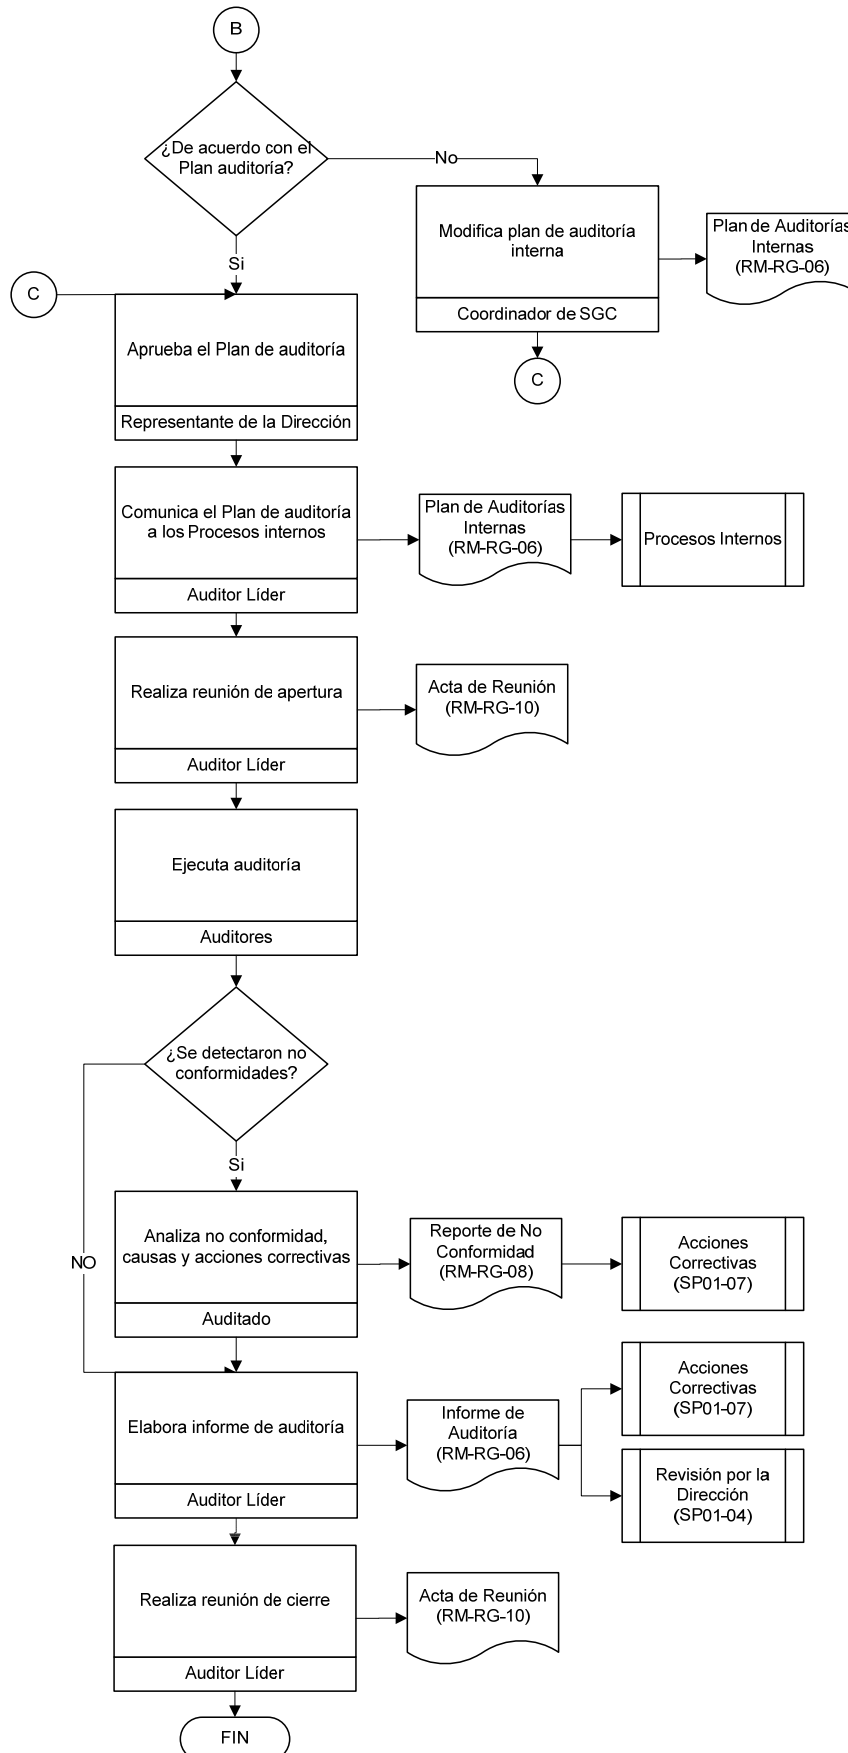 B
¿De acuerdo con el
Plan auditoría?
No
Modifica plan de auditoría
interna
Coordinador de SGC
Plan de Auditorías
Internas
(RM-RG-06)
Si
C
C
Aprueba el Plan de auditoría
Representante de la Dirección
Comunica el Plan de auditoría
a los Procesos internos
Auditor Líder
Plan de Auditorías
Internas
(RM-RG-06)
Procesos Internos
Realiza reunión de apertura
Auditor Líder
Acta de Reunión
(RM-RG-10)
Ejecuta auditoría
Auditores
¿Se detectaron no
conformidades?
Si
NO
Analiza no conformidad,
causas y acciones correctivas
Auditado
Reporte de No
Conformidad
(RM-RG-08)
Acciones
Correctivas
(SP01-07)
Elabora informe de auditoría
Auditor Líder
Informe de
Auditoría
(RM-RG-06)
Acciones
Correctivas
(SP01-07)
Revisión por la
Dirección
(SP01-04)
Realiza reunión de cierre
Auditor Líder
Acta de Reunión
(RM-RG-10)
FIN